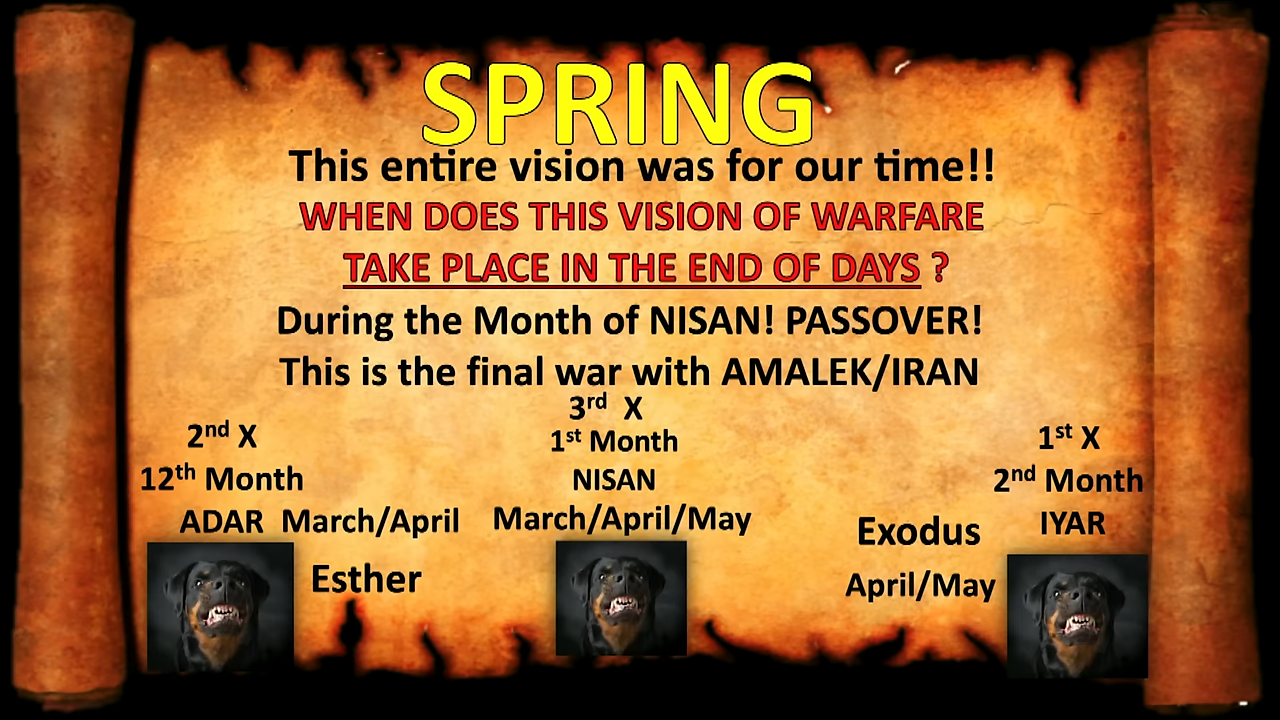 SPRING
This entire vision was for our time!!
WHEN DOES THIS VISION OF WARFARE
TAKE PLACE IN THE END OF DAYS ?
During the Month of NISAN! PASSOVER!
This is the final war with AMALEK/IRAN
2nd X
12th Month
ADAR March/April
Esther
3rd X
1st Month
NISAN
March/April/May
1st X
2nd Month
IYAR
Exodus
April/May